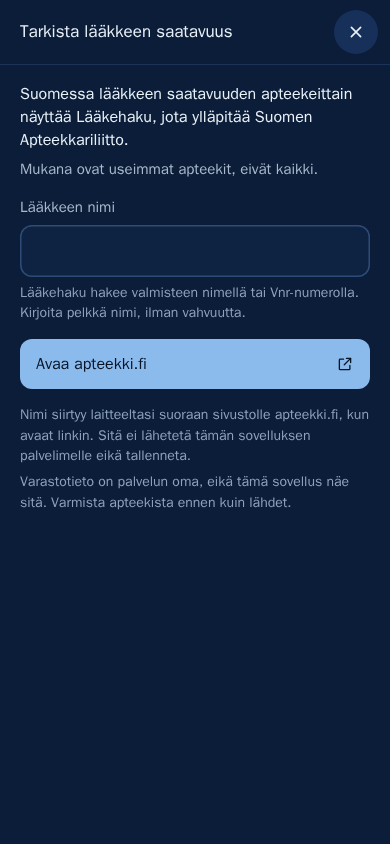 Tarkista lääkkeen saatavuus
Suomessa lääkkeen saatavuuden apteekeittain
näyttää Lääkehaku, jota ylläpitää Suomen
Apteekkariliitto.
Mukana ovat useimmat apteekit, eivät kaikki.
Lääkkeen nimi
Lääkehaku hakee valmisteen nimellä tai Vnr-numerolla.
Kirjoita pelkkä nimi, ilman vahvuutta.
Avaa apteekki.fi
Nimi siirtyy laitteeltasi suoraan sivustolle apteekki.fi, kun
avaat linkin. Sitä ei lähetetä tämän sovelluksen
palvelimelle eikä tallenneta.
Varastotieto on palvelun oma, eikä tämä sovellus näe
sitä. Varmista apteekista ennen kuin lähdet.